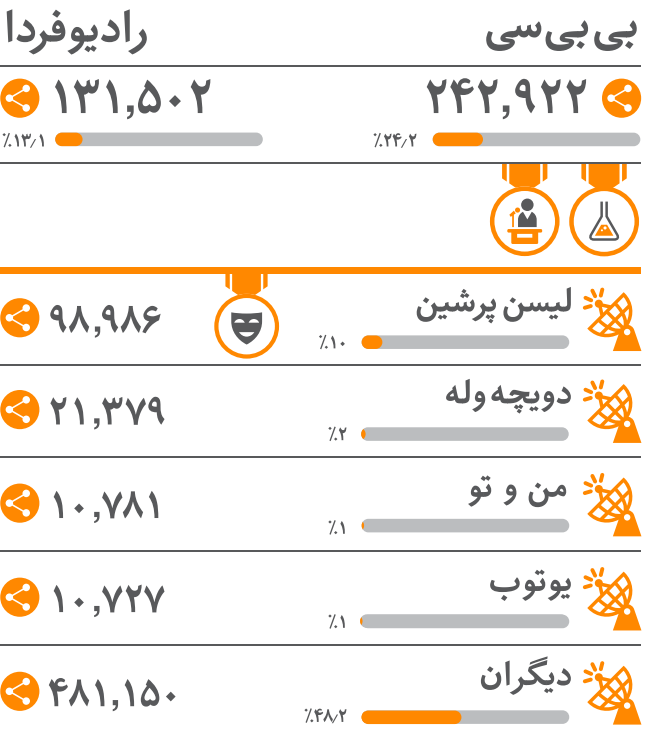 بی‌بی‌سی
۲۴۲,۹۲۲
٪۲۴٫۲
رادیوفردا
۱۳۱,۵۰۲
٪۱۳٫۱
لیسن پرشین
۹۸,۹۸۶
٪۱۰
دویچه‌وله
۲۱,۳۷۹
٪۲
من و تو
۱۰,۷۸۱
٪۱
یوتوب
۱۰,۷۲۷
٪۱
دیگران
۴۸۱,۱۵۰
٪۴۸٫۲